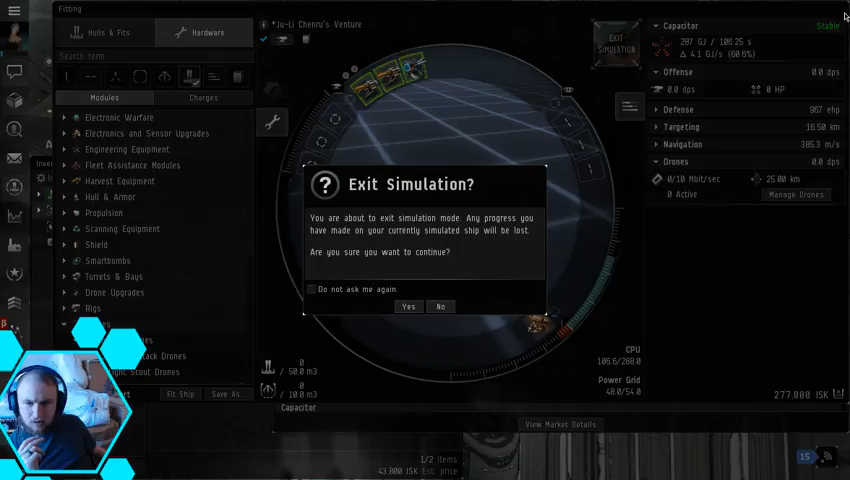 Fitting
Hulls & Fits
Hardware
Search term
Modules
Charges
Electronic Warfare
Electronics and Sensor Upgrades
Engineering Equipment
Fleet Assistance Modules
Harvest Equipment
Hull & Armor
Propulsion
Scanning Equipment
Shield
Smartbombs
Turrets & Bays
Drone Upgrades
Rigs
Fit Ship
Save As...
*Ju-Li Chenru's Venture
EXIT
SIMULATION
Exit Simulation?
You are about to exit simulation mode. Any progress you
have made on your currently simulated ship will be lost.
Are you sure you want to continue?
Do not ask me again.
Yes
No
0
/ 50.0 m3
0
/ 10.0 m3
CPU
106.6/288.0
Power Grid
48.0/54.0
Capacitor
Stable
287 GJ / 106.25 s
Δ 4.1 GJ/s (60.6%)
Offense
0.0 dps
0.0 dps
0 HP
Defense
967 ehp
Targeting
16.50 km
Navigation
385.3 m/s
Drones
0.0 dps
0/10 Mbit/sec
25.00 km
0 Active
Manage Drones
277.000 ISK
Capacitor
View Market Details
1/2 Items
43,800 ISK Est. price
15